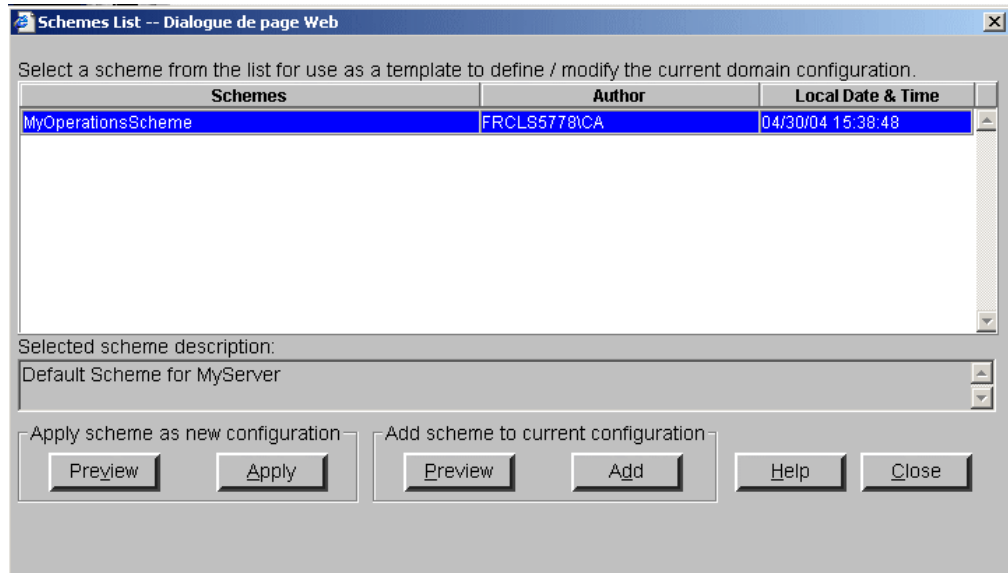 Schemes List -- Dialogue de page Web
Select a scheme from the list for use as a template to define / modify the current domain configuration.
Schemes Author Local Date & Time
MyOperationsScheme FRCLS5778\CA 04/30/04 15:38:48
Selected scheme description:
Default Scheme for MyServer
Apply scheme as new configuration Add scheme to current configuration
Preview Apply Preview Add Help Close